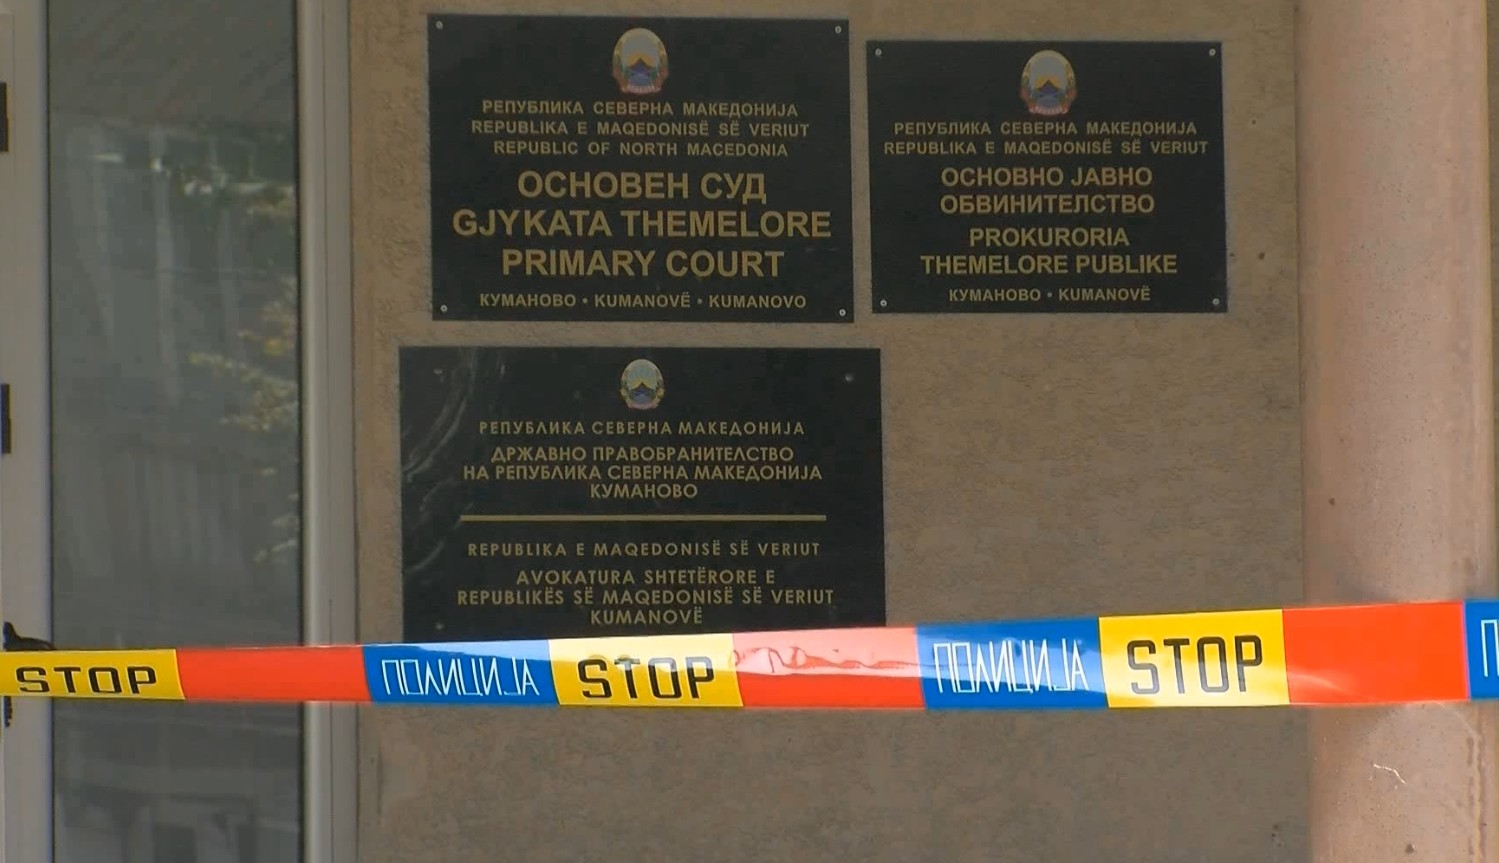 РЕПУБЛИКА СЕВЕРНА МАКЕДОНИЈА
REPUBLIKA E MAQEDONISË SË VERIUT
REPUBLIC OF NORTH MACEDONIA
ОСНОВЕН СУД
GJYKATA THEMELORE
PRIMARY COURT
КУМАНОВО • KUMANOVË • KUMANOVO
РЕПУБЛИКА СЕВЕРНА МАКЕДОНИЈА
REPUBLIKA E MAQEDONISË SË VERIUT
ОСНОВНО ЈАВНО
ОБВИНИТЕЛСТВО
PROKURORIA
THEMELORE PUBLIKE
КУМАНОВО • KUMANOVË
РЕПУБЛИКА СЕВЕРНА МАКЕДОНИЈА
ДРЖАВНО ПРАВОБРАНИТЕЛСТВО
НА РЕПУБЛИКА СЕВЕРНА МАКЕДОНИЈА
КУМАНОВО
REPUBLIKA E MAQEDONISË SË VERIUT
AVOKATURA SHTETËRORE E
REPUBLIKËS SË MAQEDONISË SË VERIUT
KUMANOVË
STOP ПОЛИЦИЈА STOP ПОЛИЦИЈА STOP